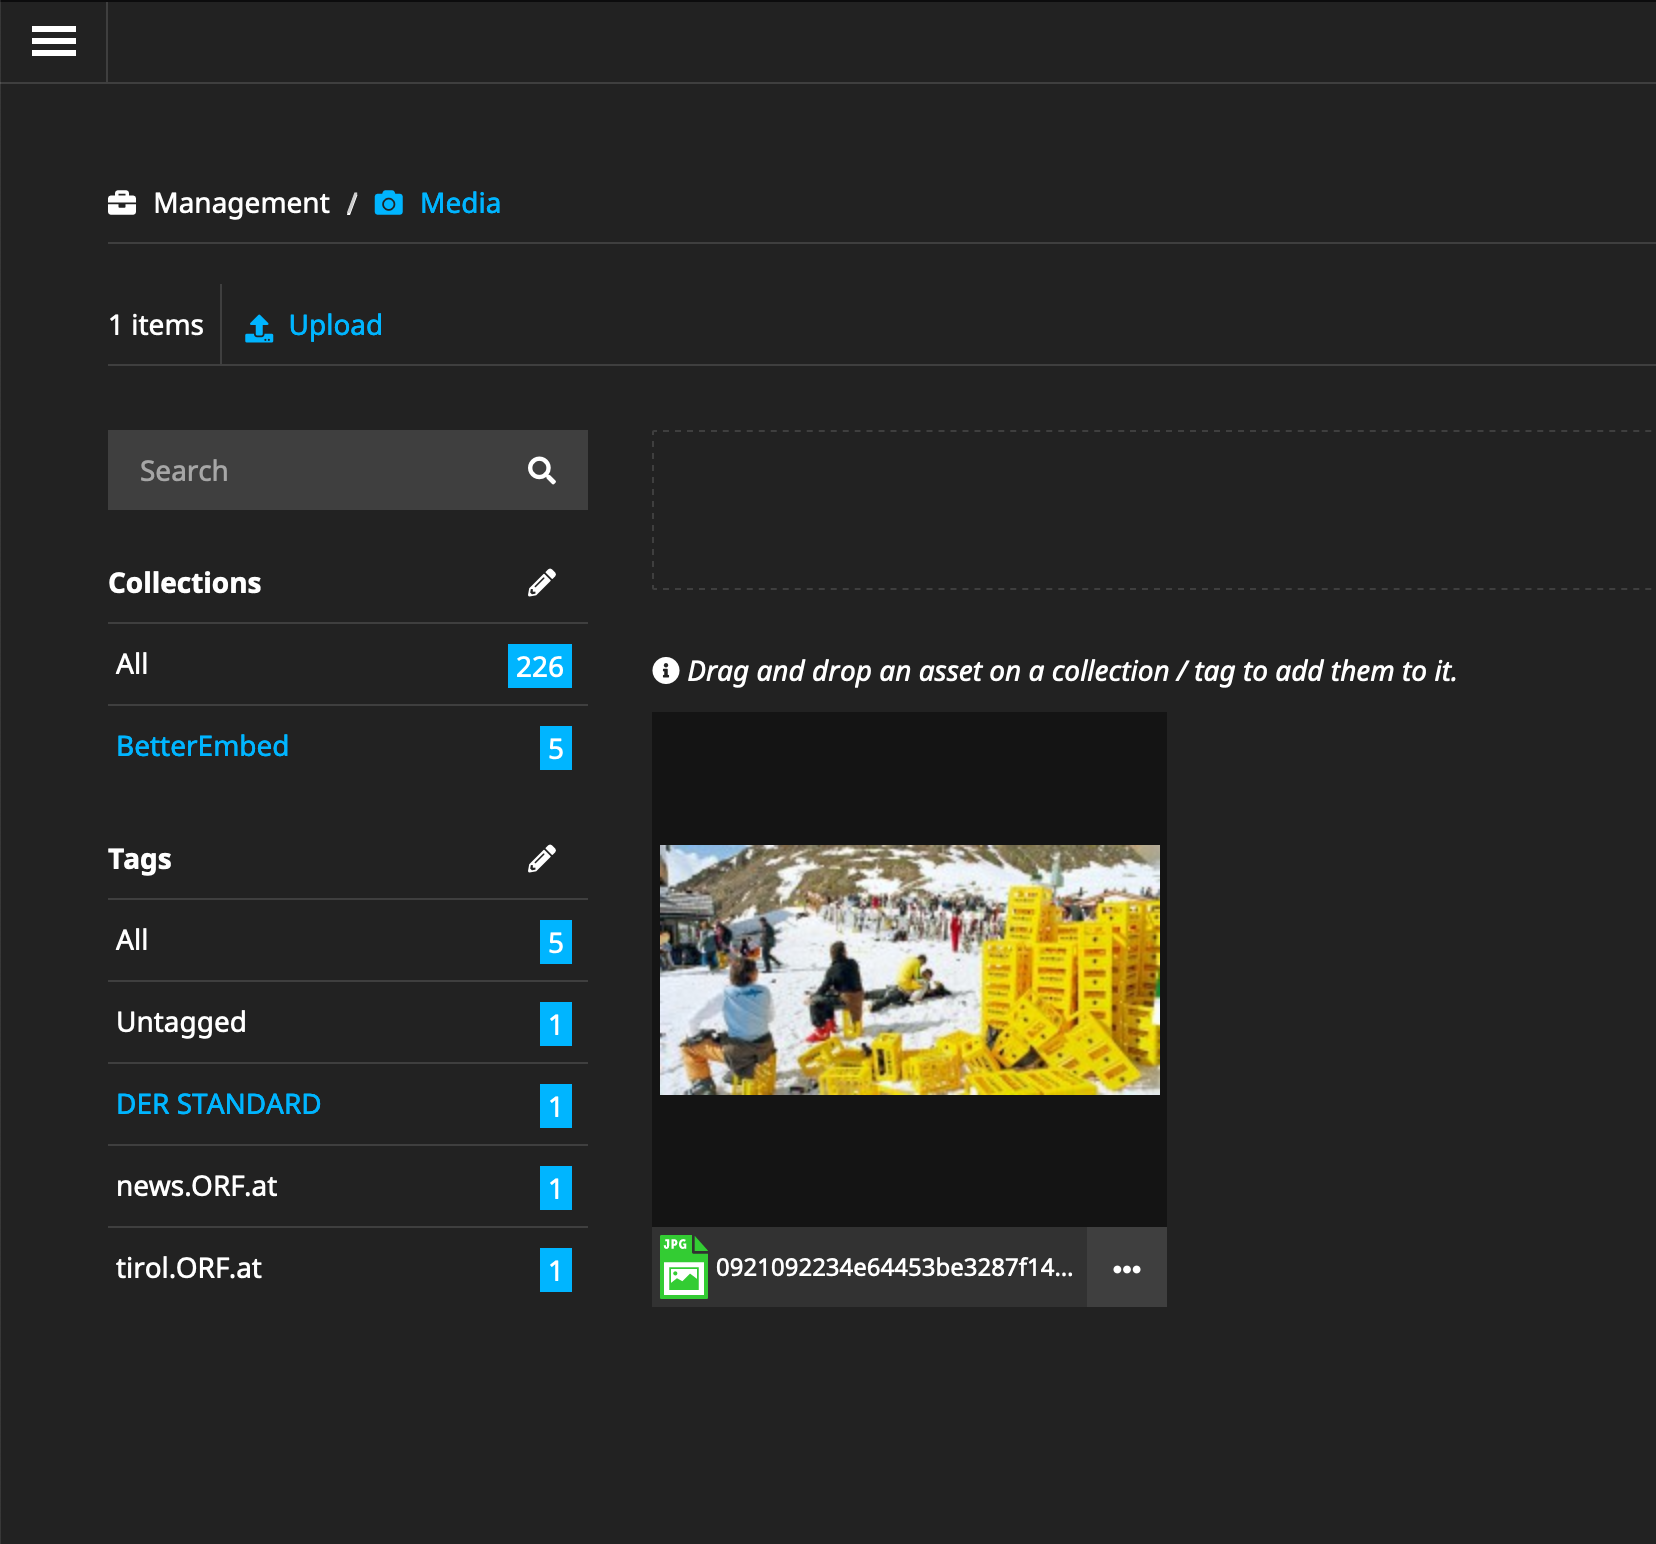 Management / Media
1 items
Upload
Search
Collections
All 226
BetterEmbed 5
Tags
All 5
Untagged 1
DER STANDARD 1
news.ORF.at 1
tirol.ORF.at 1
Drag and drop an asset on a collection / tag to add them to it.
JPG
0921092234e64453be3287f14...